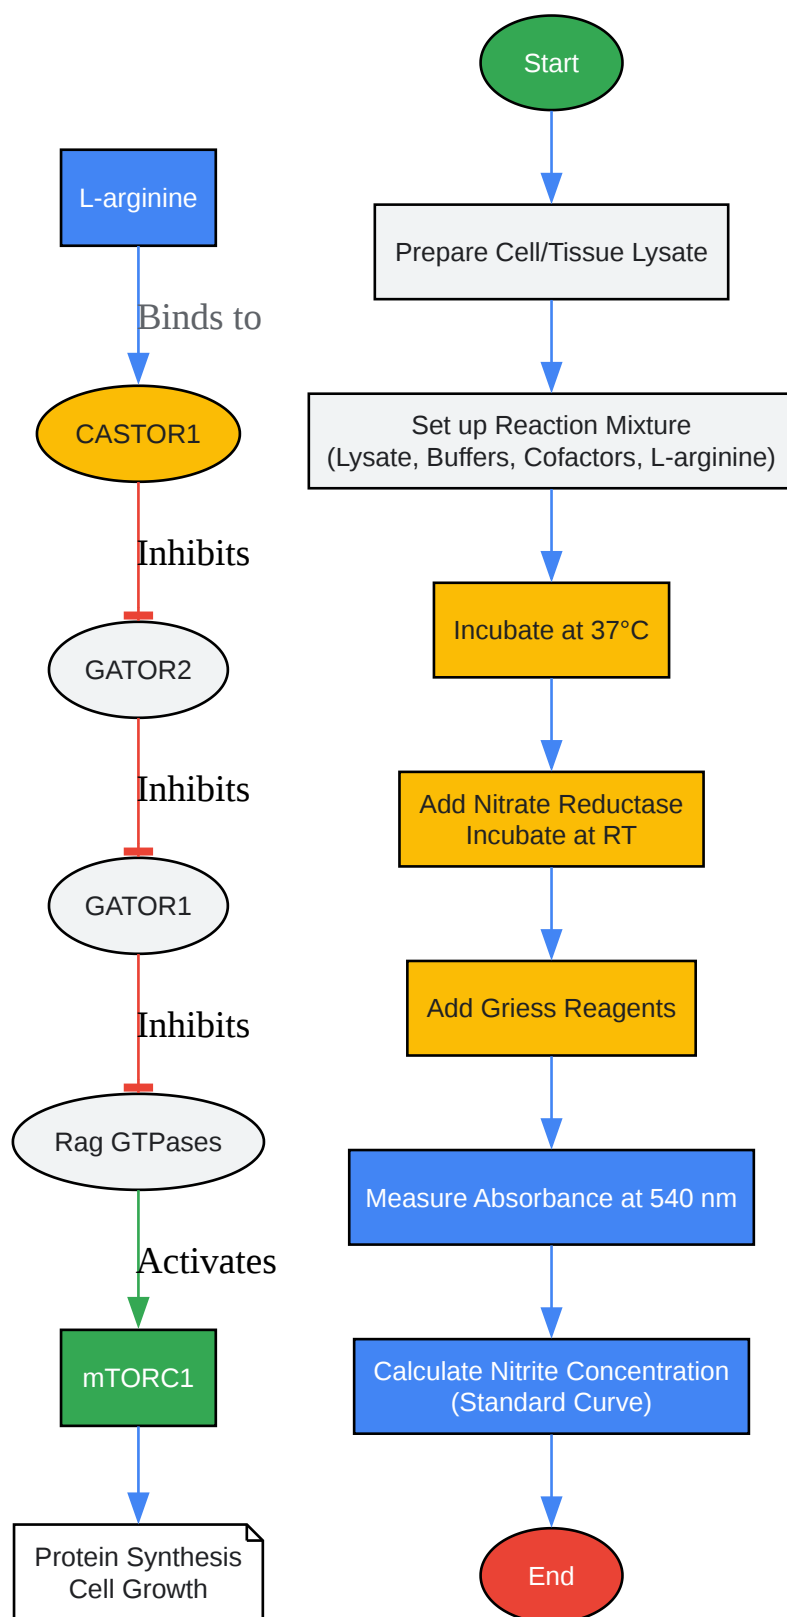 L-arginine
Binds to
CASTOR1
Inhibits
GATOR2
Inhibits
GATOR1
Inhibits
Rag GTPases
Activates
mTORC1
Protein Synthesis
Cell Growth
Start
Prepare Cell/Tissue Lysate
Set up Reaction Mixture
(Lysate, Buffers, Cofactors, L-arginine)
Incubate at 37°C
Add Nitrate Reductase
Incubate at RT
Add Griess Reagents
Measure Absorbance at 540 nm
Calculate Nitrite Concentration
(Standard Curve)
End